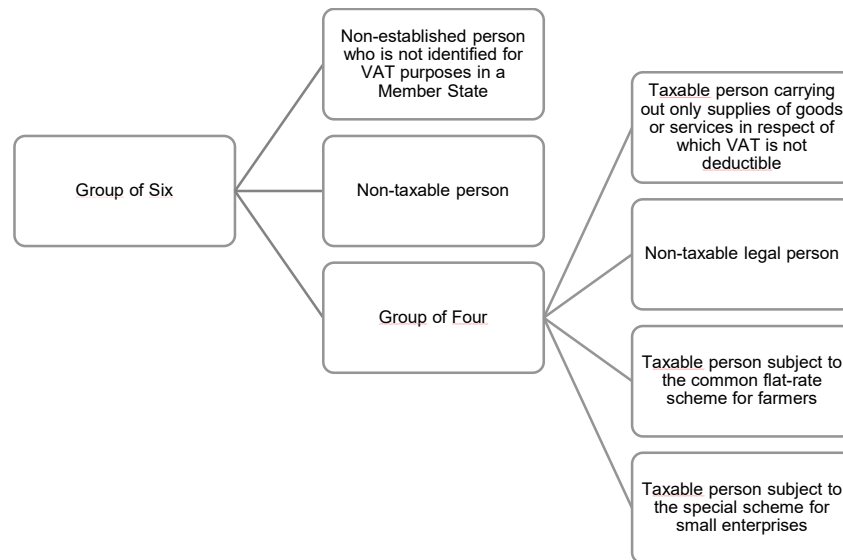 Non-established person
who is not identified for
VAT purposes in a
Member State
Group of Six
Non-taxable person
Group of Four
Taxable person carrying
out only supplies of goods
or services in respect of
which VAT is not
deductible
Non-taxable legal person
Taxable person subject to
the common flat-rate
scheme for farmers
Taxable person subject to
the special scheme for
small enterprises